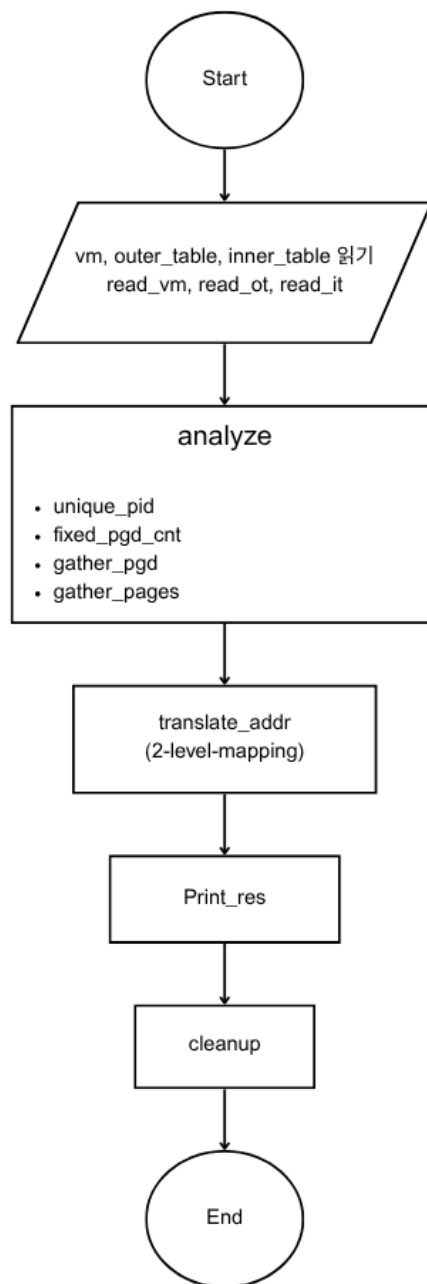 Start
vm, outer_table, inner_table 읽기
read_vm, read_ot, read_it
analyze
• unique_pid
• fixed_pgd_cnt
• gather_pgd
• gather_pages
translate_addr
(2-level-mapping)
Print_res
cleanup
End